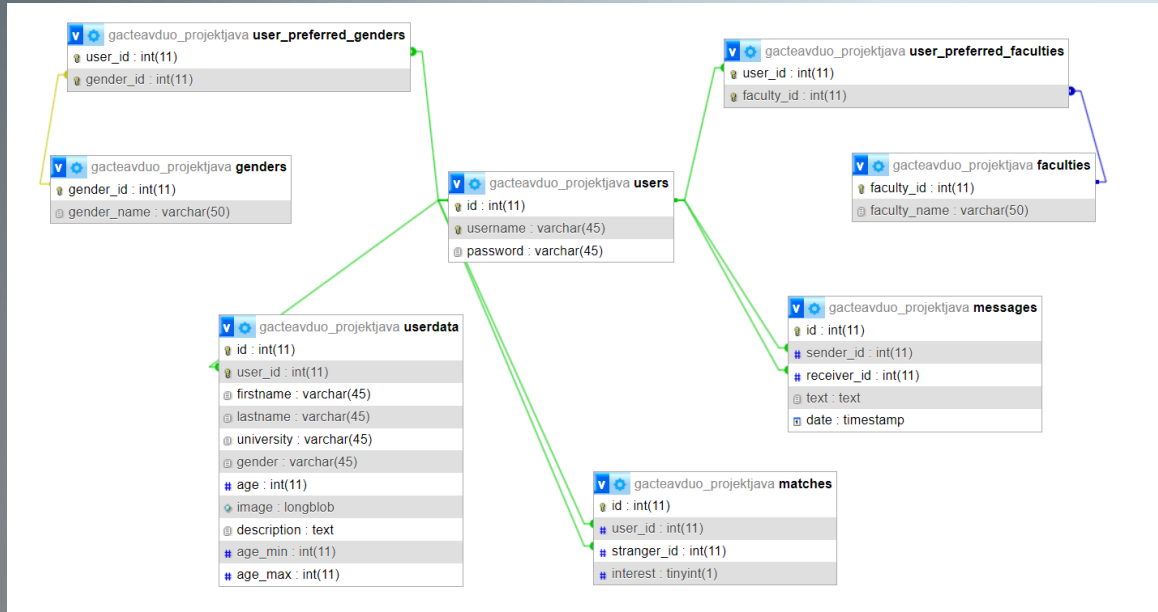 v gacteavduo_projektjava user_preferred_genders
user_id : int(11)
gender_id : int(11)
v gacteavduo_projektjava user_preferred_faculties
user_id : int(11)
faculty_id : int(11)
v gacteavduo_projektjava genders
gender_id : int(11)
gender_name : varchar(50)
v gacteavduo_projektjava faculties
faculty_id : int(11)
faculty_name : varchar(50)
v gacteavduo_projektjava users
id : int(11)
username : varchar(45)
password : varchar(45)
v gacteavduo_projektjava userdata
id : int(11)
user_id : int(11)
firstname : varchar(45)
lastname : varchar(45)
university : varchar(45)
gender : varchar(45)
# age : int(11)
image : longblob
description : text
# age_min : int(11)
# age_max : int(11)
v gacteavduo_projektjava messages
id : int(11)
# sender_id : int(11)
# receiver_id : int(11)
text : text
date : timestamp
v gacteavduo_projektjava matches
id : int(11)
# user_id : int(11)
# stranger_id : int(11)
# interest : tinyint(1)